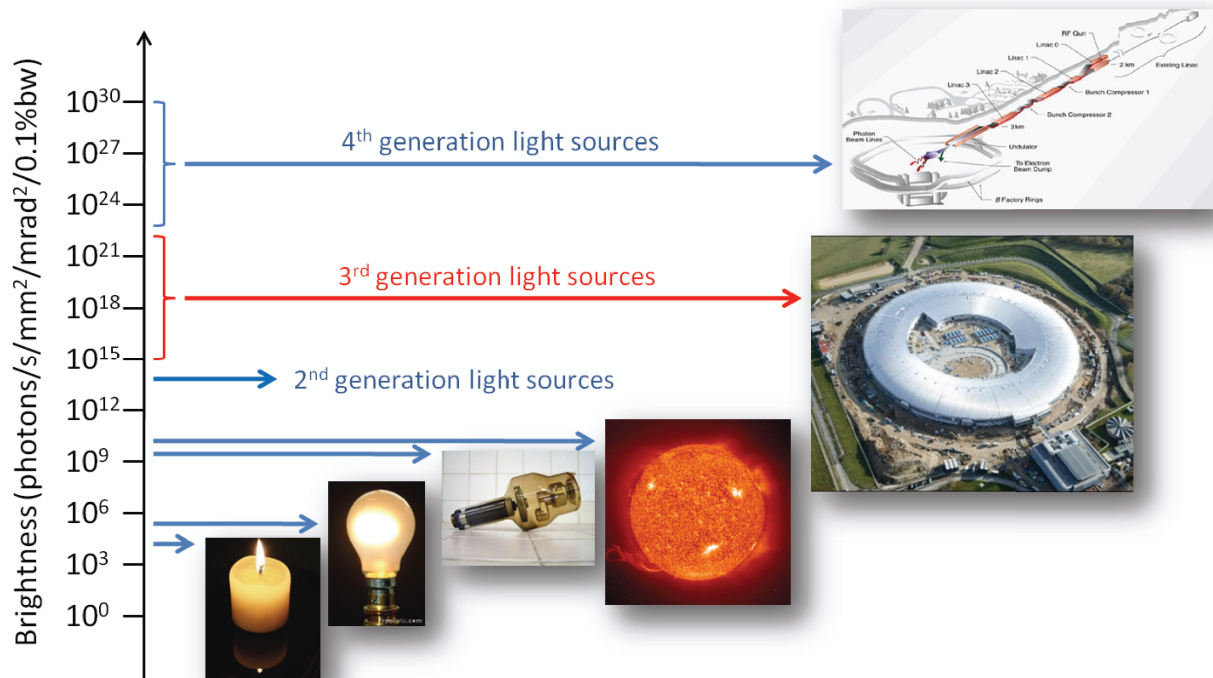 Brightness (photons/s/mm²/mrad²/0.1%bw)
10³⁰
10²⁷
10²⁴
10²¹
10¹⁸
10¹⁵
10¹²
10⁹
10⁶
10³
10⁰
4ᵗʰ generation light sources
3ʳᵈ generation light sources
2ⁿᵈ generation light sources
RF Gun
Linac 0
Linac 1
Linac 2
Linac 3
2 km
Existing Linac
Bunch Compressor 1
Bunch Compressor 2
3 km
Photon
Beam Lines
Undulator
To Electron
Beam Dump
B Factory Rings